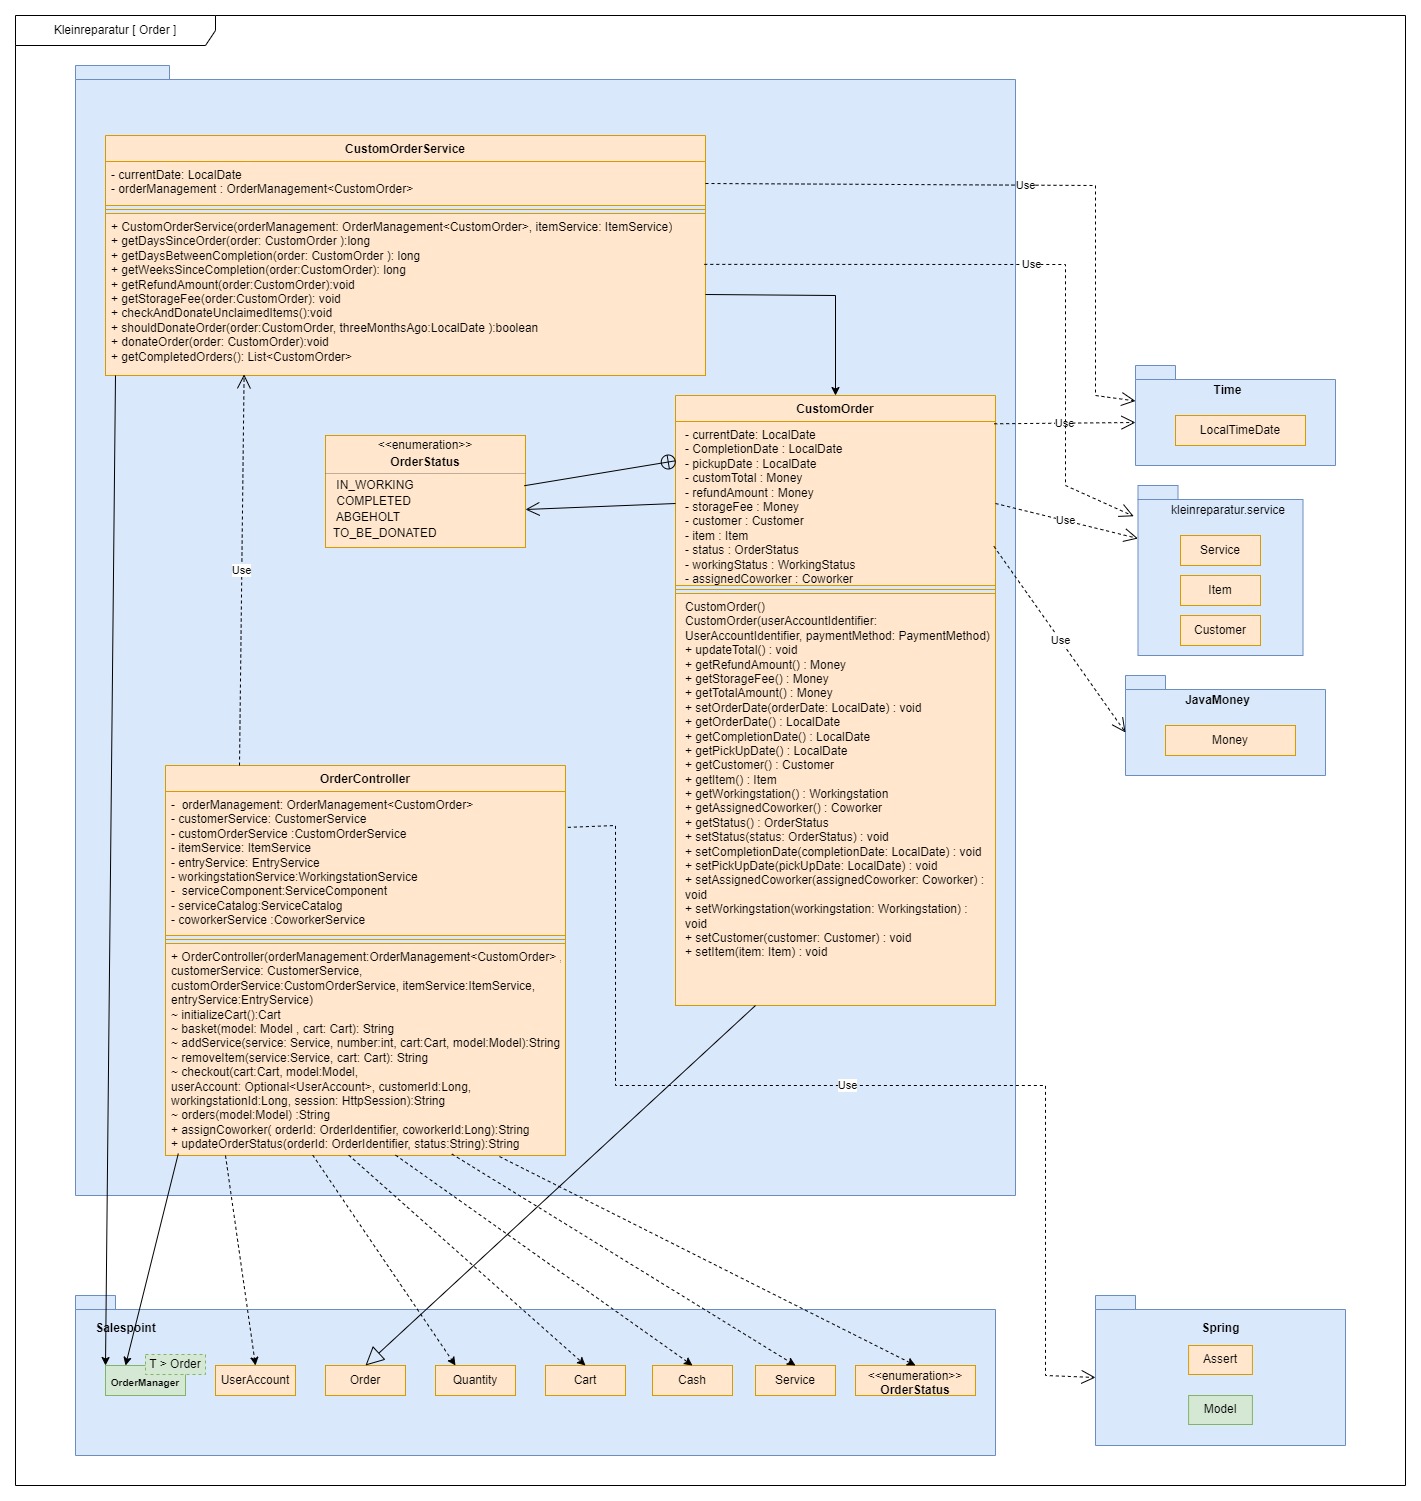 Kleinreparatur [ Order ]
CustomOrderService
- currentDate: LocalDate
- orderManagement : OrderManagement<CustomOrder>
+ CustomOrderService(orderManagement: OrderManagement<CustomOrder>, itemService: ItemService)
+ getDaysSinceOrder(order: CustomOrder ):long
+ getDaysBetweenCompletion(order: CustomOrder ): long
+ getWeeksSinceCompletion(order:CustomOrder): long
+ getRefundAmount(order:CustomOrder):void
+ getStorageFee(order:CustomOrder): void
+ checkAndDonateUnclaimedItems():void
+ shouldDonateOrder(order:CustomOrder, threeMonthsAgo:LocalDate ):boolean
+ donateOrder(order: CustomOrder):void
+ getCompletedOrders(): List<CustomOrder>
Use
Use
<<enumeration>>
OrderStatus
IN_WORKING
COMPLETED
ABGEHOLT
TO_BE_DONATED
CustomOrder
- currentDate: LocalDate
- CompletionDate : LocalDate
- pickupDate : LocalDate
- customTotal : Money
- refundAmount : Money
- storageFee : Money
- customer : Customer
- item : Item
- status : OrderStatus
- workingStatus : WorkingStatus
- assignedCoworker : Coworker
CustomOrder()
CustomOrder(userAccountIdentifier:
UserAccountIdentifier, paymentMethod: PaymentMethod)
+ updateTotal() : void
+ getRefundAmount() : Money
+ getStorageFee() : Money
+ getTotalAmount() : Money
+ setOrderDate(orderDate: LocalDate) : void
+ getOrderDate() : LocalDate
+ getCompletionDate() : LocalDate
+ getPickUpDate() : LocalDate
+ getCustomer() : Customer
+ getItem() : Item
+ getWorkingstation() : Workingstation
+ getAssignedCoworker() : Coworker
+ getStatus() : OrderStatus
+ setStatus(status: OrderStatus) : void
+ setCompletionDate(completionDate: LocalDate) : void
+ setPickUpDate(pickUpDate: LocalDate) : void
+ setAssignedCoworker(assignedCoworker: Coworker) :
void
+ setWorkingstation(workingstation: Workingstation) :
void
+ setCustomer(customer: Customer) : void
+ setItem(item: Item) : void
Use
Use
Use
Time
LocalTimeDate
kleinreparatur.service
Service
Item
Customer
JavaMoney
Money
Use
OrderController
- orderManagement: OrderManagement<CustomOrder>
- customerService: CustomerService
- customOrderService :CustomOrderService
- itemService: ItemService
- entryService: EntryService
- workingstationService:WorkingstationService
- serviceComponent:ServiceComponent
- serviceCatalog:ServiceCatalog
- coworkerService :CoworkerService
+ OrderController(orderManagement:OrderManagement<CustomOrder> ,
customerService: CustomerService,
customOrderService:CustomOrderService, itemService:ItemService,
entryService:EntryService)
~ initializeCart():Cart
~ basket(model: Model , cart: Cart): String
~ addService(service: Service, number:int, cart:Cart, model:Model):String
~ removeItem(service:Service, cart: Cart): String
~ checkout(cart:Cart, model:Model,
userAccount: Optional<UserAccount>, customerId:Long,
workingstationId:Long, session: HttpSession):String
~ orders(model:Model) :String
+ assignCoworker( orderId: OrderIdentifier, coworkerId:Long):String
+ updateOrderStatus(orderId: OrderIdentifier, status:String):String
Use
Salespoint
T > Order
OrderManager
UserAccount
Order
Quantity
Cart
Cash
Service
<<enumeration>>
OrderStatus
Spring
Assert
Model